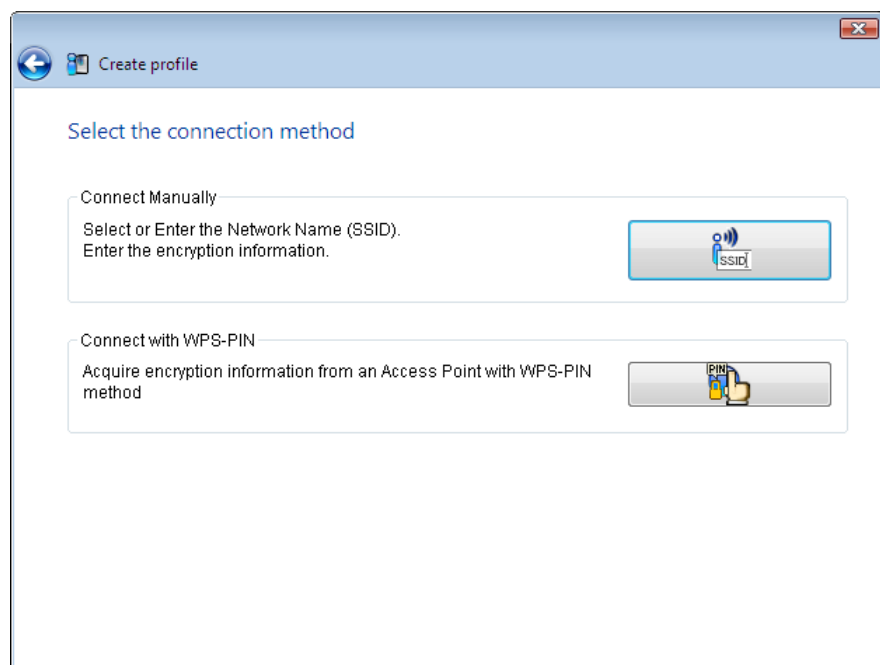 Create profile
Select the connection method
Connect Manually
Select or Enter the Network Name (SSID).
Enter the encryption information.
SSID
Connect with WPS-PIN
Acquire encryption information from an Access Point with WPS-PIN
method
PIN